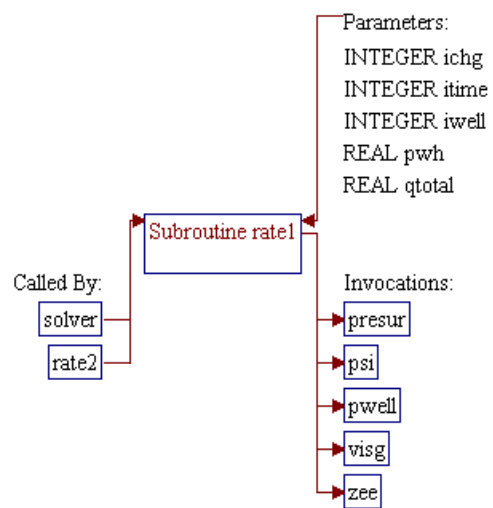 Parameters:
INTEGER ichg
INTEGER itime
INTEGER iwell
REAL pwh
REAL qtotal
Subroutine rate1
Called By:
solver
rate2
Invocations:
presur
psi
pwell
visg
zee